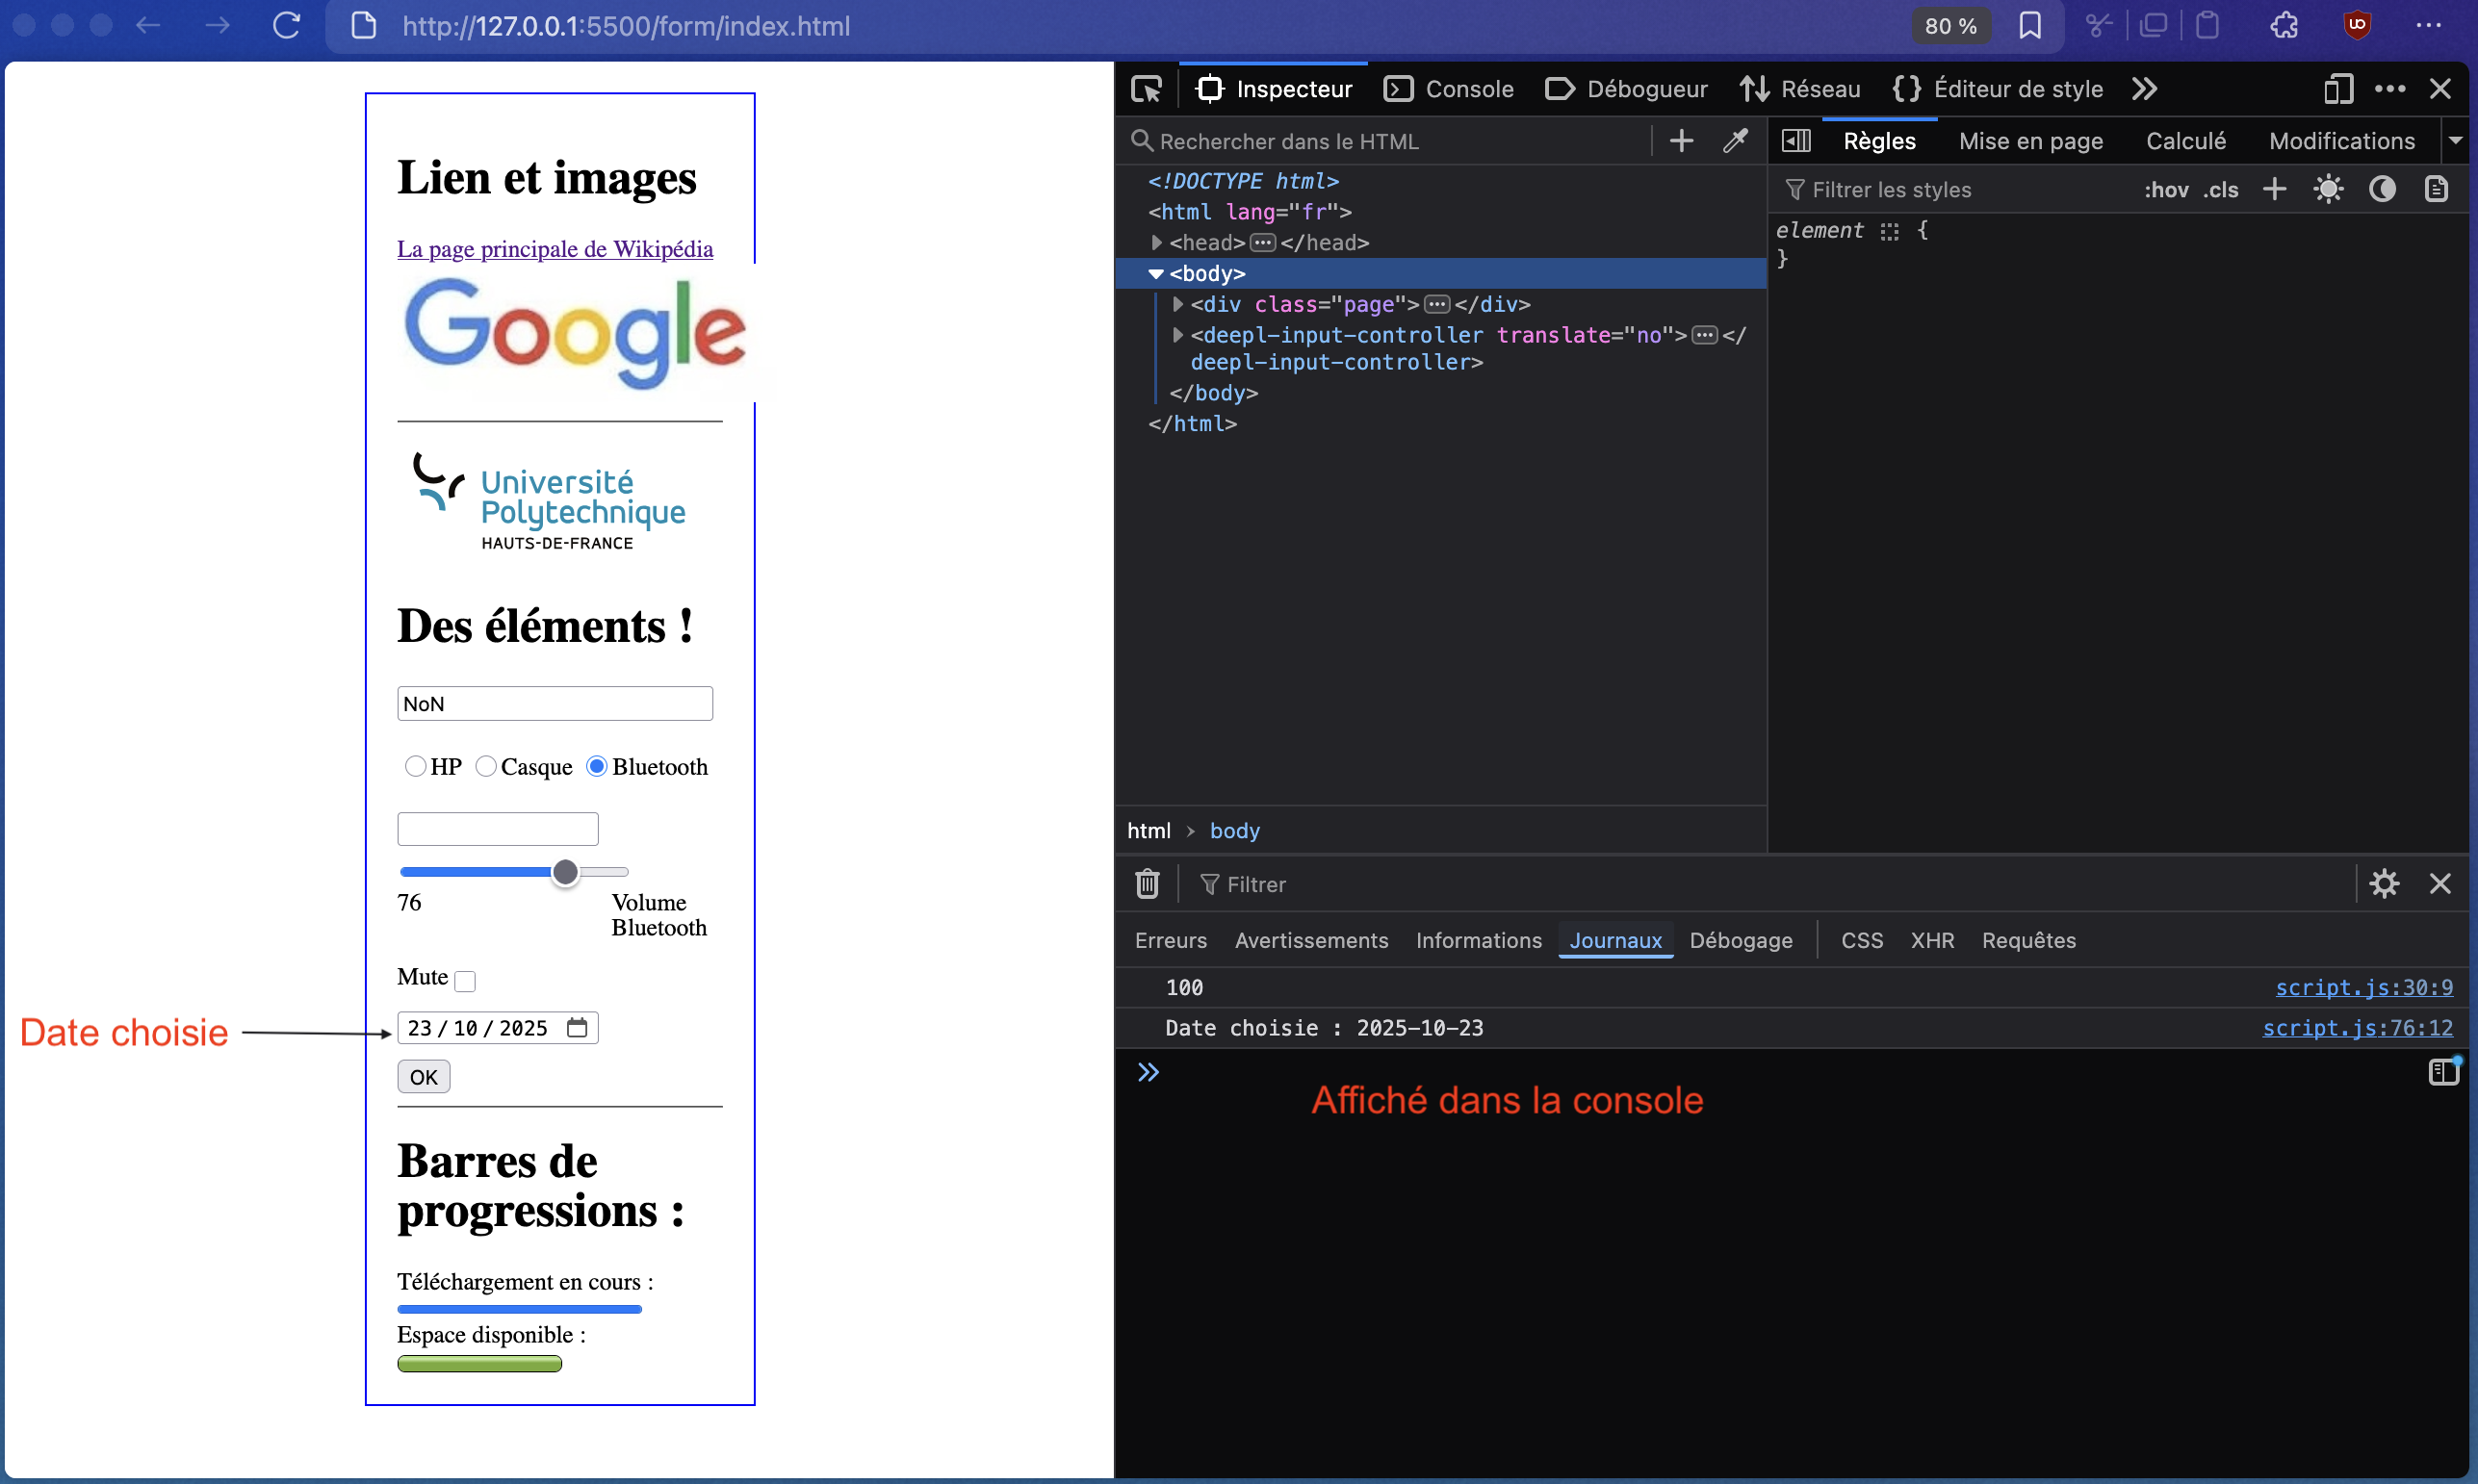 http://127.0.0.1:5500/form/index.html
80 %
Inspecteur
Console
Débogueur
Réseau
Éditeur de style
Lien et images
La page principale de Wikipédia
Google
Université
Polytechnique
HAUTS-DE-FRANCE
Des éléments !
NoN
HP Casque Bluetooth
76
Volume
Bluetooth
Mute
Date choisie
23/10/2025
OK
Barres de
progressions :
Téléchargement en cours :
Espace disponible :
Rechercher dans le HTML
<!DOCTYPE html>
<html lang="fr">
<head>···</head>
<body>
<div class="page">···</div>
<deepl-input-controller translate="no">···</
deepl-input-controller>
</body>
</html>
html › body
Règles
Mise en page
Calculé
Modifications
Filtrer les styles
:hov .cls
element {
}
Filtrer
Erreurs
Avertissements
Informations
Journaux
Débogage
CSS
XHR
Requêtes
100
script.js:30:9
Date choisie : 2025-10-23
script.js:76:12
Affiché dans la console